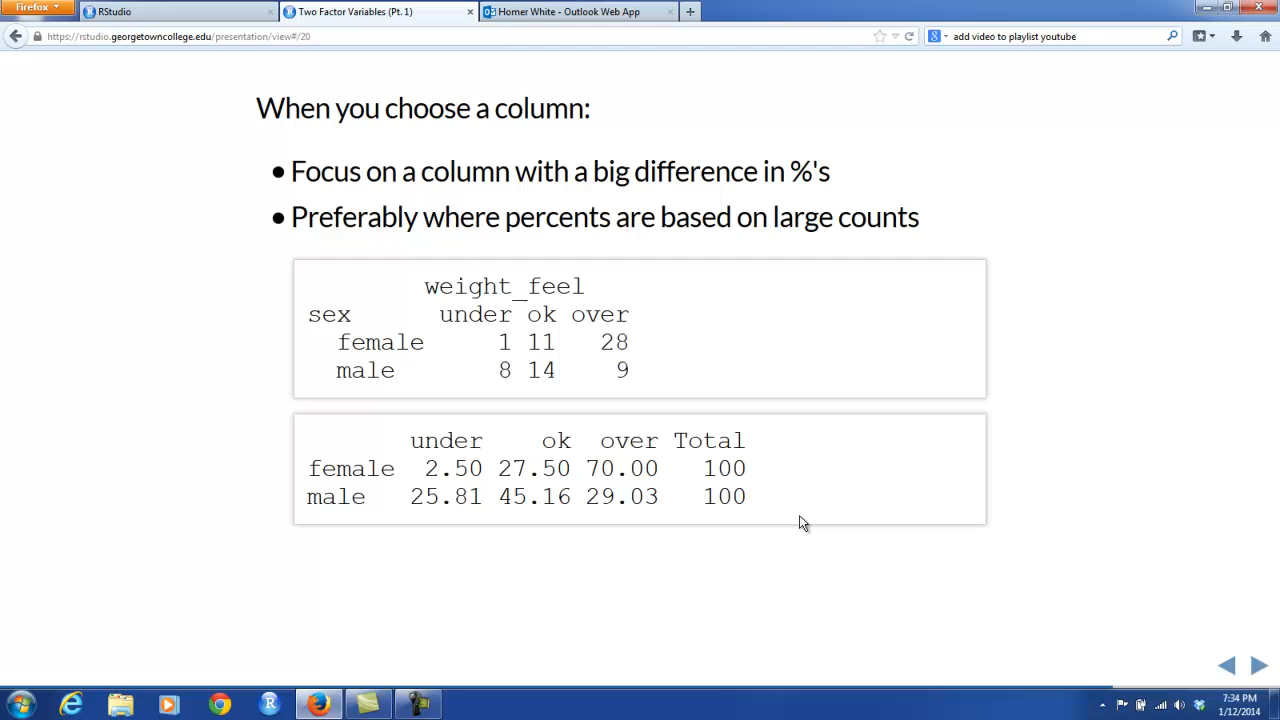 Firefox
RStudio
Two Factor Variables (Pt. 1)
Homer White - Outlook Web App
https://rstudio.georgetowncollege.edu/presentation/view#/20
add video to playlist youtube
When you choose a column:
• Focus on a column with a big difference in %'s
• Preferably where percents are based on large counts
weight_feel
sex under ok over
female 1 11 28
male 8 14 9
under ok over Total
female 2.50 27.50 70.00 100
male 25.81 45.16 29.03 100
7:34 PM
1/12/2014